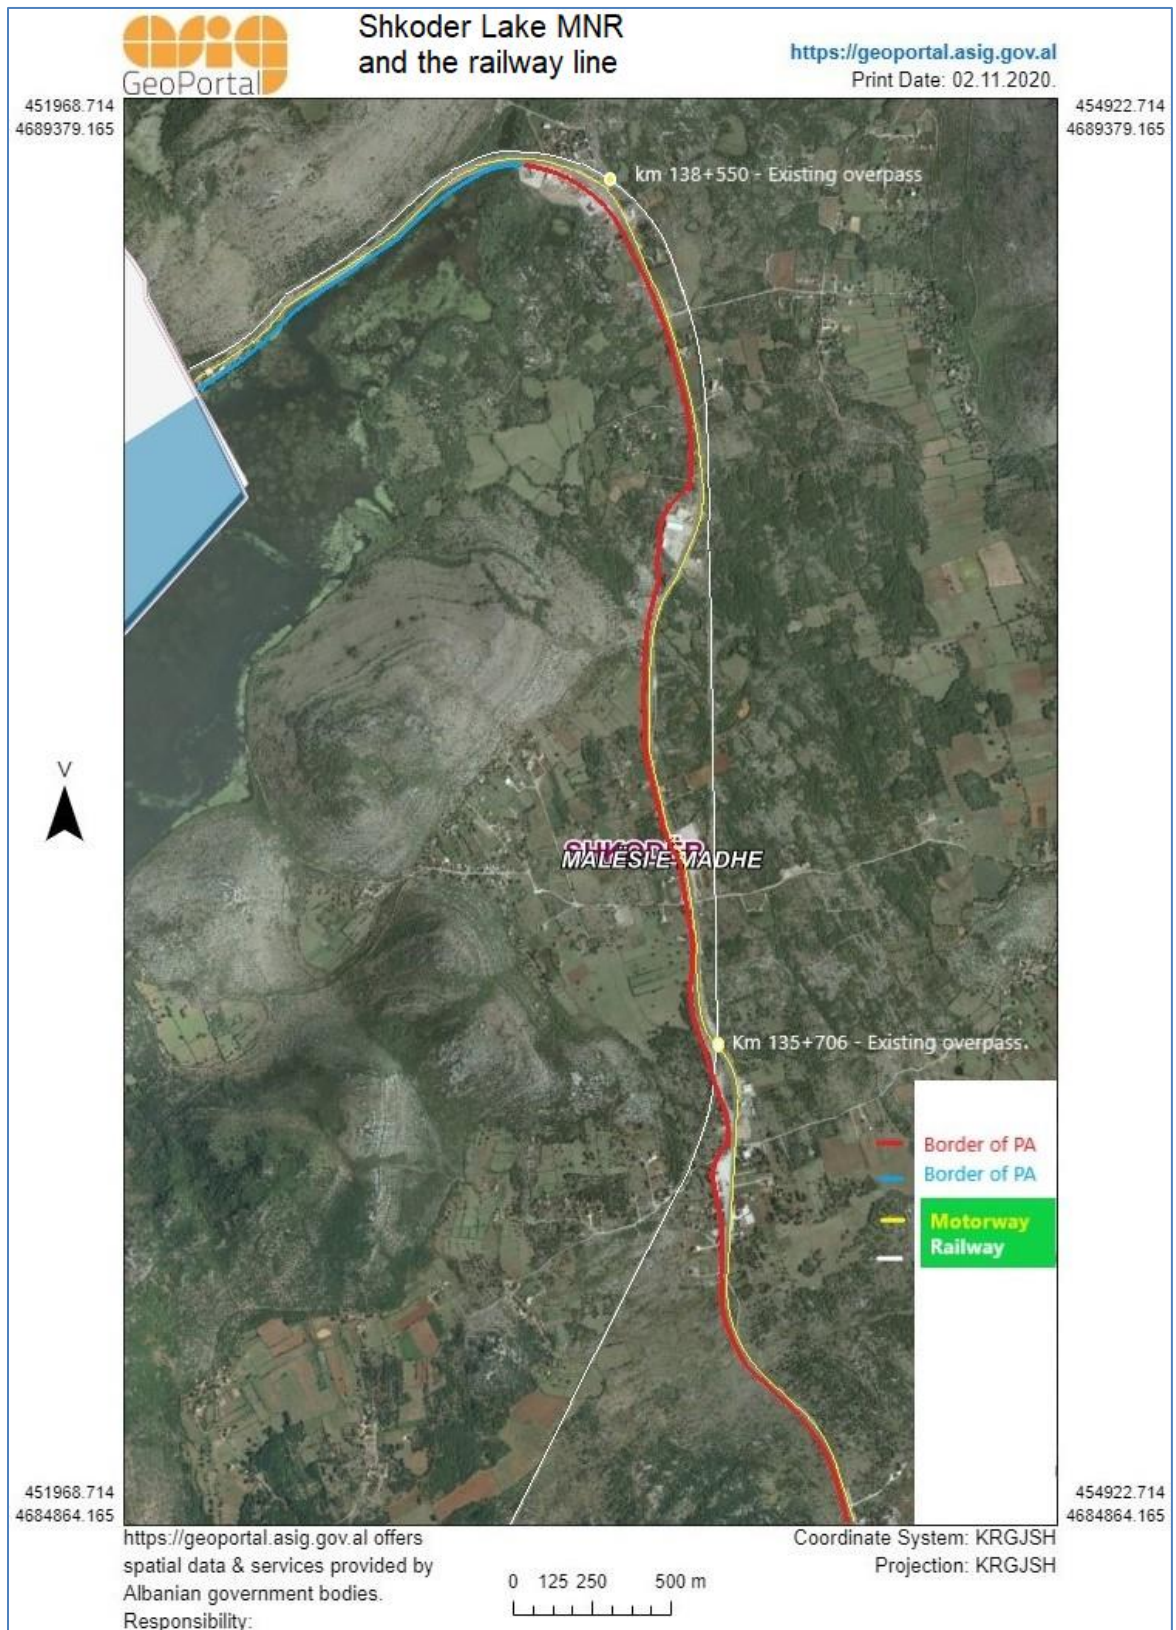 asig
GeoPortal
Shkoder Lake MNR
and the railway line
https://geoportal.asig.gov.al
Print Date: 02.11.2020.
451968.714
4689379.165
454922.714
4689379.165
km 138+550 - Existing overpass
V
SHKODËR
MALËSI E MADHE
Km 135+706 - Existing overpass.
Border of PA
Border of PA
Motorway
Railway
451968.714
4684864.165
454922.714
4684864.165
https://geoportal.asig.gov.al offers
spatial data & services provided by
Albanian government bodies.
Responsibility:
0 125 250 500 m
Coordinate System: KRGJSH
Projection: KRGJSH